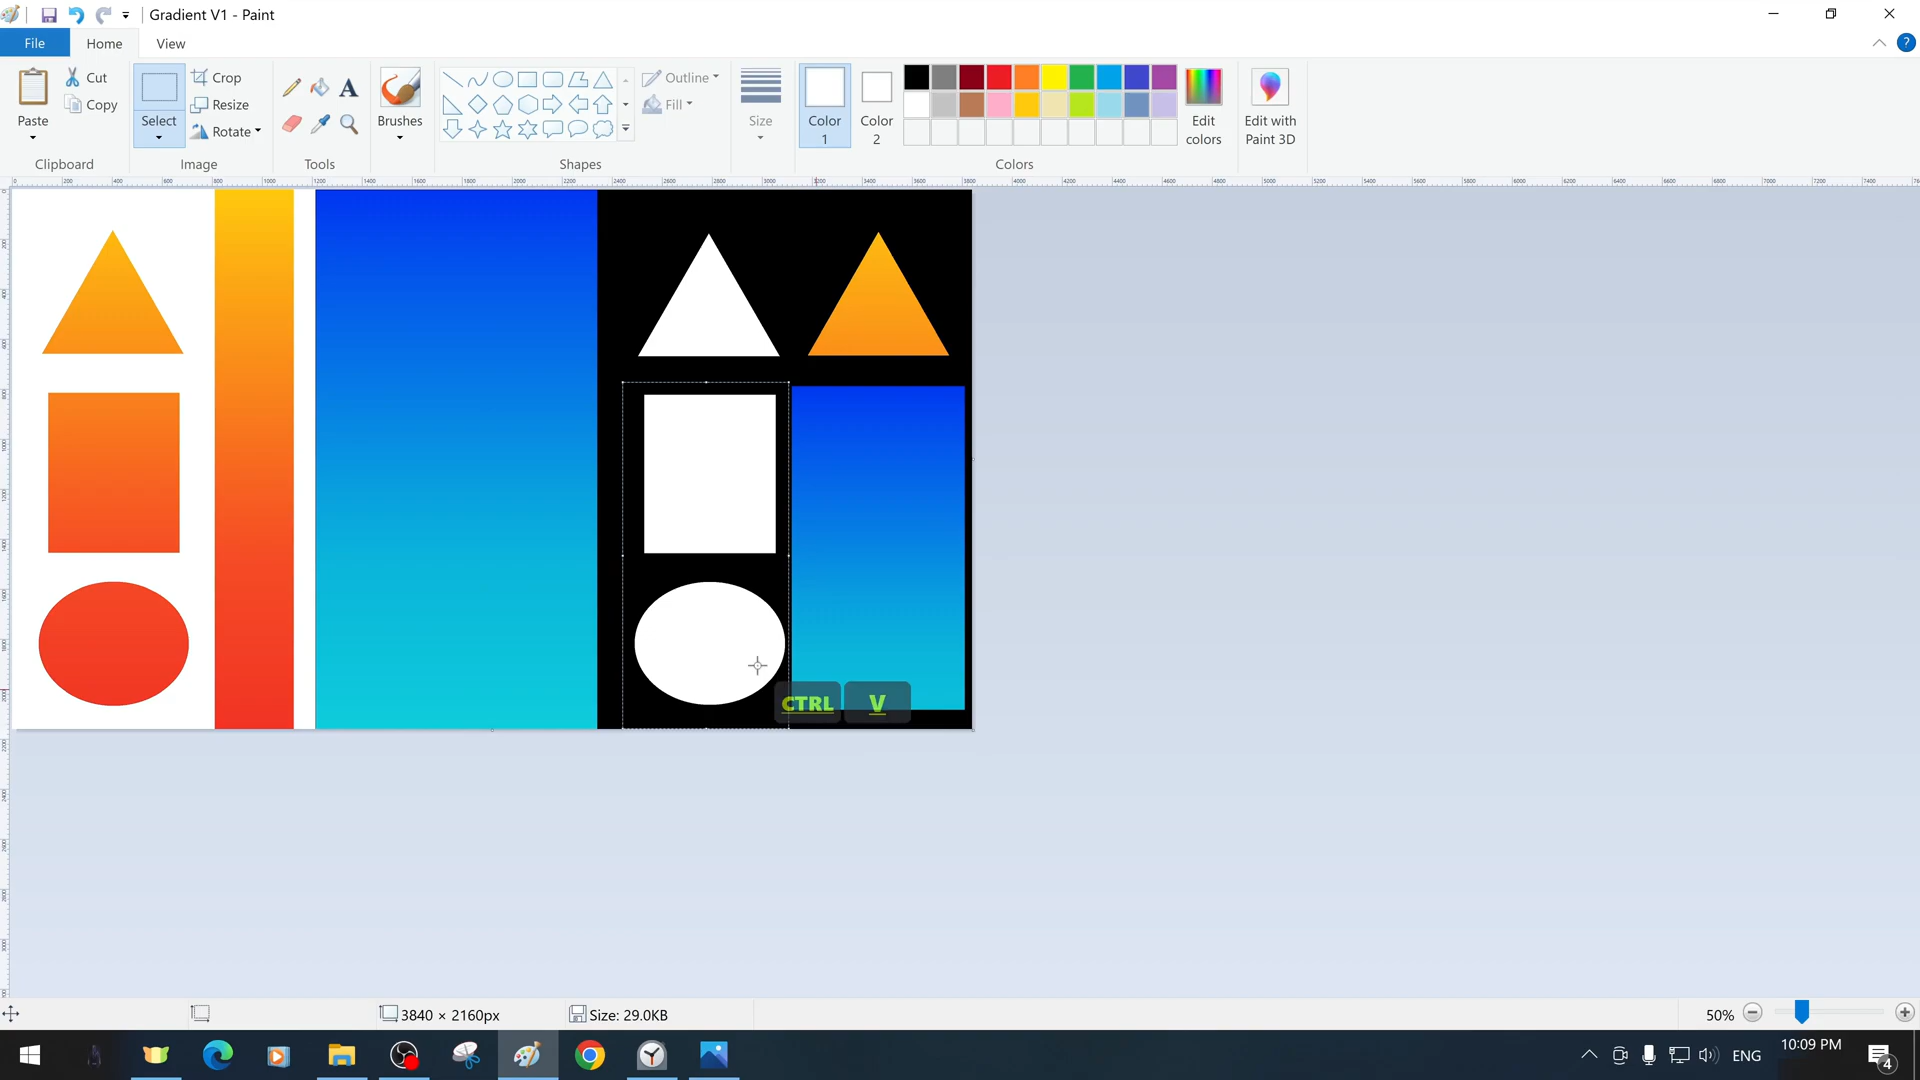 Gradient V1 - Paint
File
Home
View
Paste
Cut
Copy
Clipboard
Select
Crop
Resize
Rotate
Image
A
Tools
Brushes
Outline
Fill
Shapes
Size
Color
1
Color
2
Edit
colors
Colors
Edit with
Paint 3D
?
CTRL
V
3840 × 2160px
Size: 29.0KB
50%
ENG
10:09 PM
4